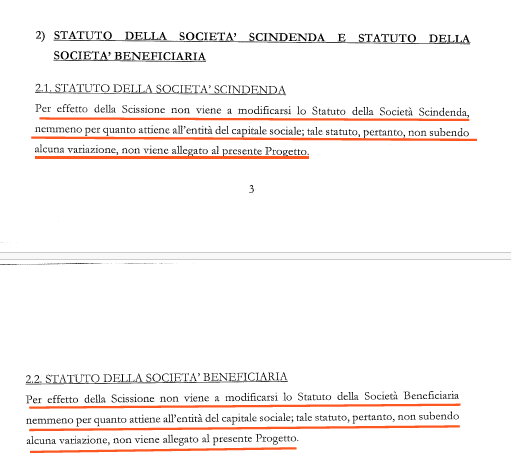 2) STATUTO DELLA SOCIETA' SCINDENDA E STATUTO DELLA
SOCIETA' BENEFICIARIA
2.1. STATUTO DELLA SOCIETA' SCINDENDA
Per effetto della Scissione non viene a modificarsi lo Statuto della Società Scindenda,
nemmeno per quanto attiene all'entità del capitale sociale; tale statuto, pertanto, non subendo
alcuna variazione, non viene allegato al presente Progetto.
3
2.2. STATUTO DELLA SOCIETA' BENEFICIARIA
Per effetto della Scissione non viene a modificarsi lo Statuto della Società Beneficiaria
nemmeno per quanto attiene all'entità del capitale sociale; tale statuto, pertanto, non subendo
alcuna variazione, non viene allegato al presente Progetto.